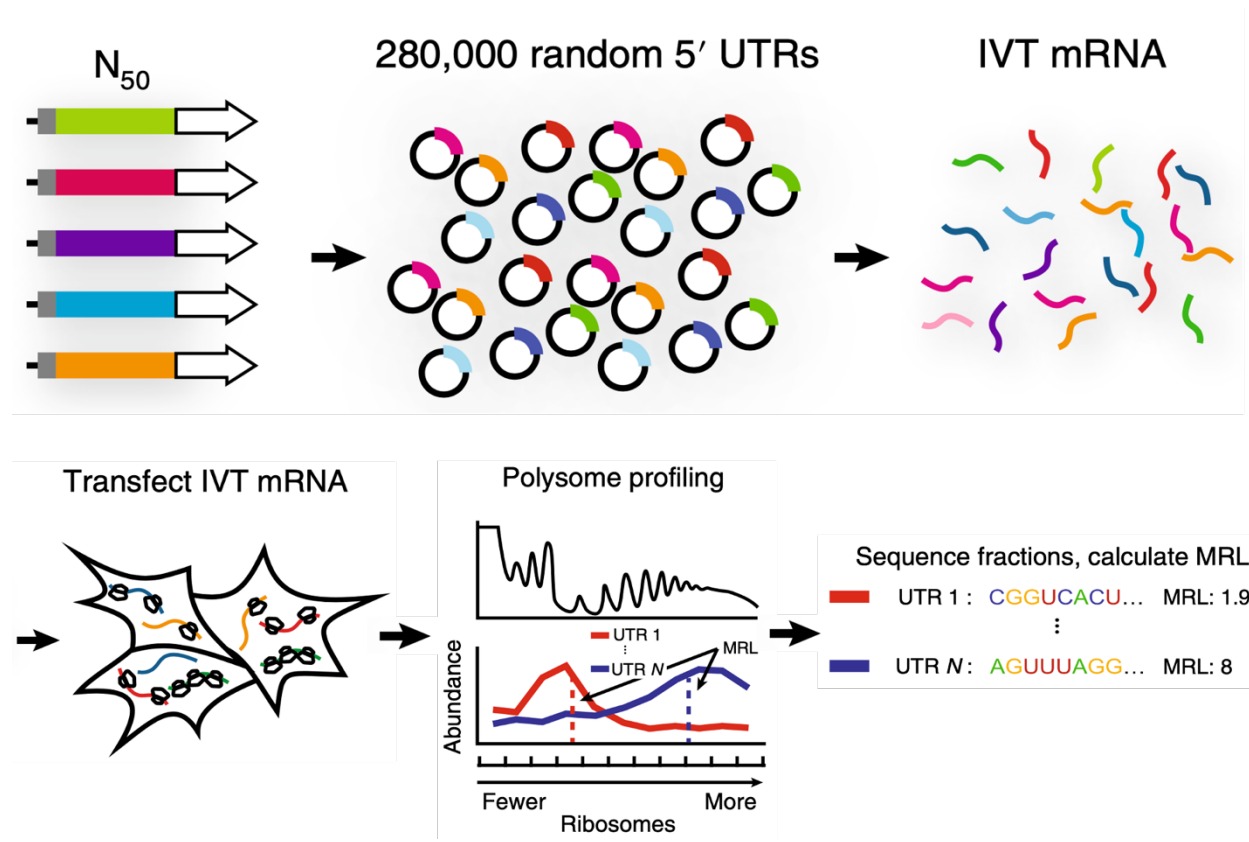 N50
280,000 random 5′ UTRs
IVT mRNA
Transfect IVT mRNA
Polysome profiling
Abundance
UTR 1
⋮
UTR N
MRL
Fewer
More
Ribosomes
Sequence fractions, calculate MRL
UTR 1 : CGGUCACU... MRL: 1.9
⋮
UTR N : AGUUUAGG... MRL: 8